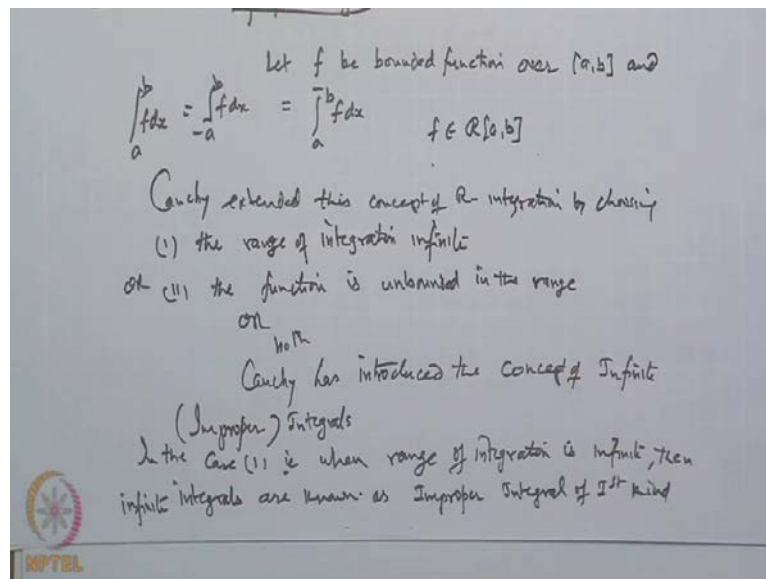 Let f be bounded function over [a,b] and
∫_a^b f dx = ∫_{-a}^b f dx = ∫_a^{-b} f dx    f ∈ R[a,b]
Cauchy extended this concept of R- integration by choosing
(i) the range of integration infinite
or (ii) the function is unbounded in the range
or
both
Cauchy has introduced the concept of Infinite
(Improper) Integrals
In the case (i) ie when range of integration is infinite, then
infinite integrals are known as Improper Integral of Ist kind
NPTEL